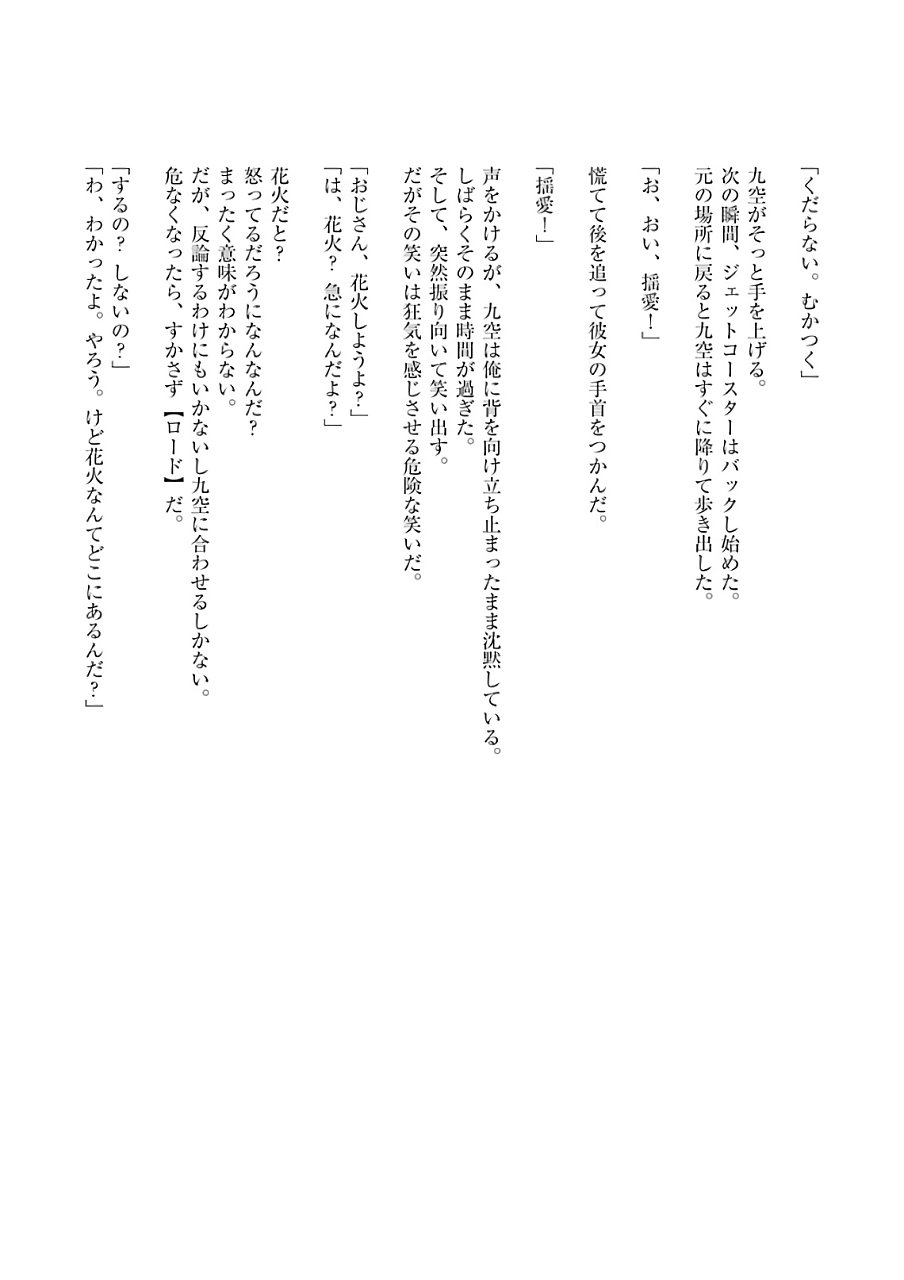 「くだらない。むかつく」
九空がそっと手を上げる。
次の瞬間、ジェットコースターはバックし始めた。
元の場所に戻ると九空はすぐに降りて歩き出した。
「お、おい、揺愛！」
慌てて後を追って彼女の手首をつかんだ。
「揺愛！」
声をかけるが、九空は俺に背を向け立ち止まったまま沈黙している。
しばらくそのまま時間が過ぎた。
そして、突然振り向いて笑い出す。
だがその笑いは狂気を感じさせる危険な笑いだ。
「おじさん、花火しようよ？」
「は、花火？ 急になんだよ？」
花火だと？
怒ってるだろうになんなんだ？
まったく意味がわからない。
だが、反論するわけにもいかないし九空に合わせるしかない。
危なくなったら、すかさず【ロード】だ。
「するの？ しないの？」
「わ、わかったよ。やろう。けど花火なんてどこにあるんだ？」